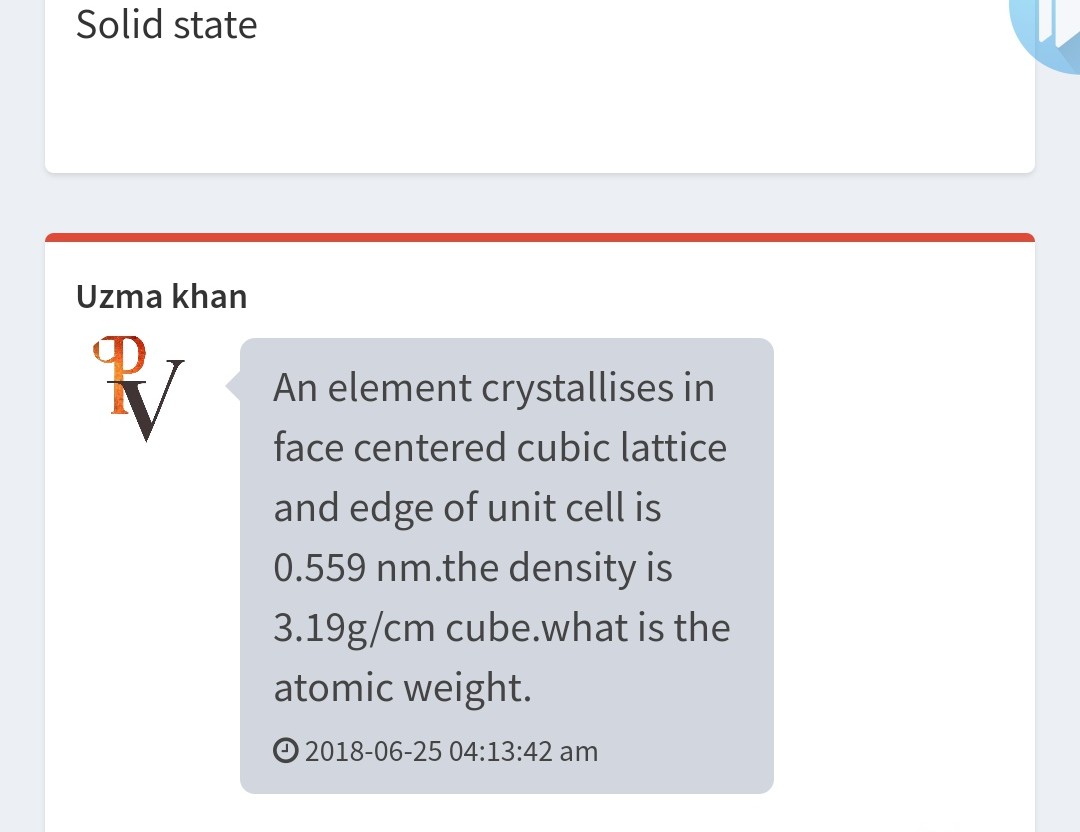 Solid state
Uzma khan
PV
An element crystallises in
face centered cubic lattice
and edge of unit cell is
0.559 nm.the density is
3.19g/cm cube.what is the
atomic weight.
2018-06-25 04:13:42 am